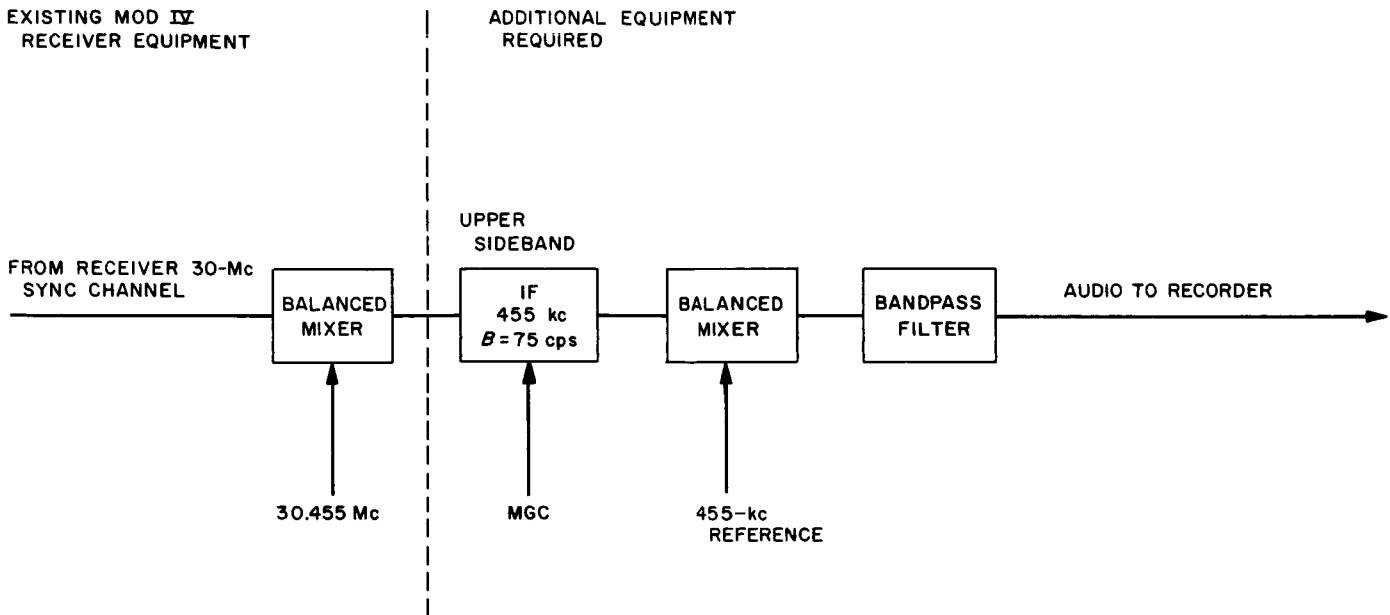 EXISTING MOD IV
RECEIVER EQUIPMENT
ADDITIONAL EQUIPMENT
REQUIRED
FROM RECEIVER 30-Mc
SYNC CHANNEL
BALANCED
MIXER
30.455 Mc
UPPER
SIDEBAND
IF
455 kc
B = 75 cps
MGC
BALANCED
MIXER
455-kc
REFERENCE
BANDPASS
FILTER
AUDIO TO RECORDER